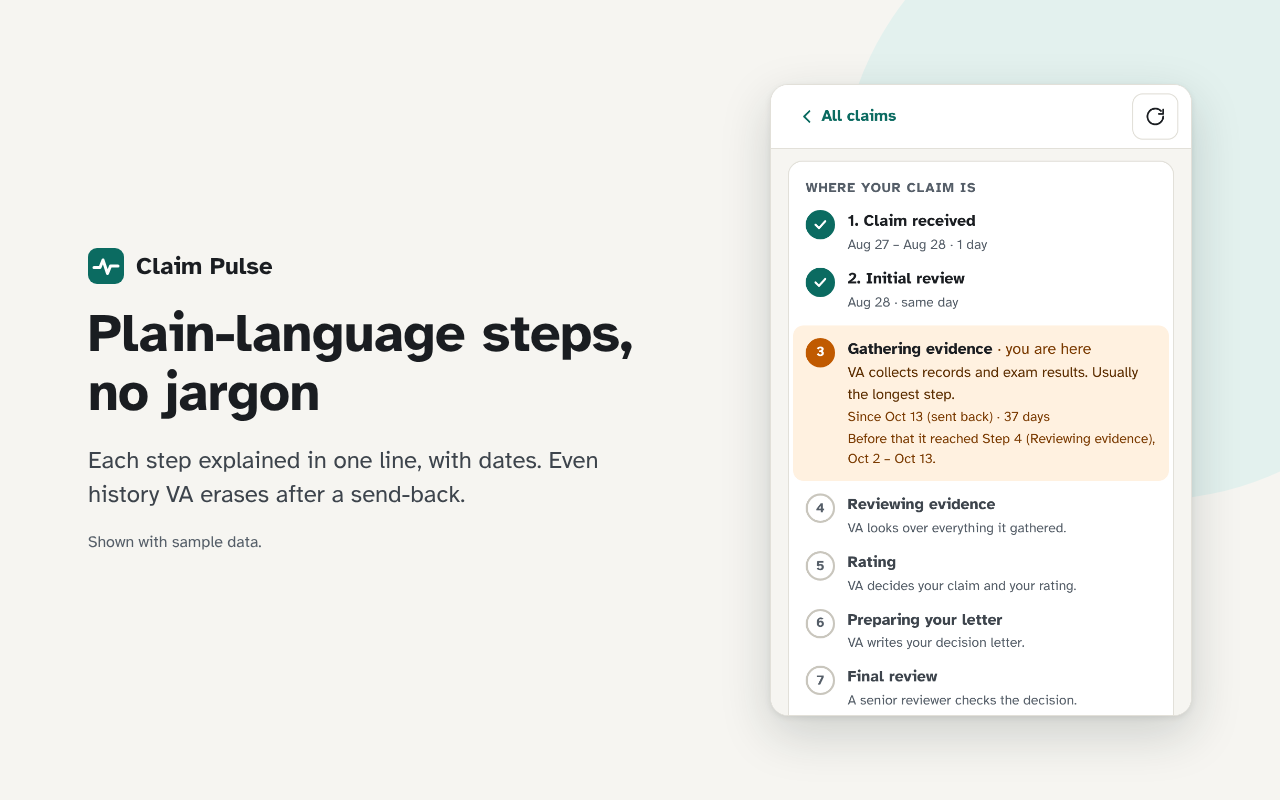 Claim Pulse
Plain-language steps,
no jargon
Each step explained in one line, with dates. Even
history VA erases after a send-back.
Shown with sample data.
All claims
WHERE YOUR CLAIM IS
1. Claim received
Aug 27 – Aug 28 · 1 day
2. Initial review
Aug 28 · same day
3
Gathering evidence · you are here
VA collects records and exam results. Usually
the longest step.
Since Oct 13 (sent back) · 37 days
Before that it reached Step 4 (Reviewing evidence),
Oct 2 – Oct 13.
4
Reviewing evidence
VA looks over everything it gathered.
5
Rating
VA decides your claim and your rating.
6
Preparing your letter
VA writes your decision letter.
7
Final review
A senior reviewer checks the decision.